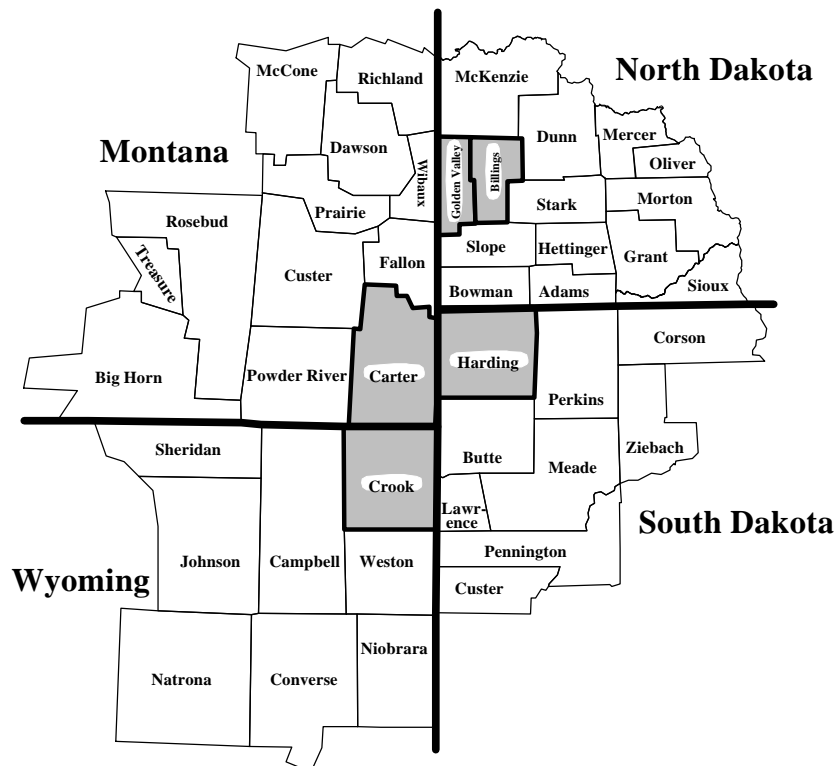 McCone
Richland
McKenzie
North Dakota
Montana
Dawson
Wibaux
Golden Valley
Billings
Dunn
Mercer
Oliver
Rosebud
Prairie
Stark
Morton
Treasure
Custer
Fallon
Slope
Hettinger
Grant
Bowman
Adams
Sioux
Big Horn
Powder River
Carter
Harding
Perkins
Corson
Sheridan
Crook
Butte
Meade
Ziebach
Lawr-
ence
South Dakota
Wyoming
Johnson
Campbell
Weston
Pennington
Custer
Natrona
Converse
Niobrara